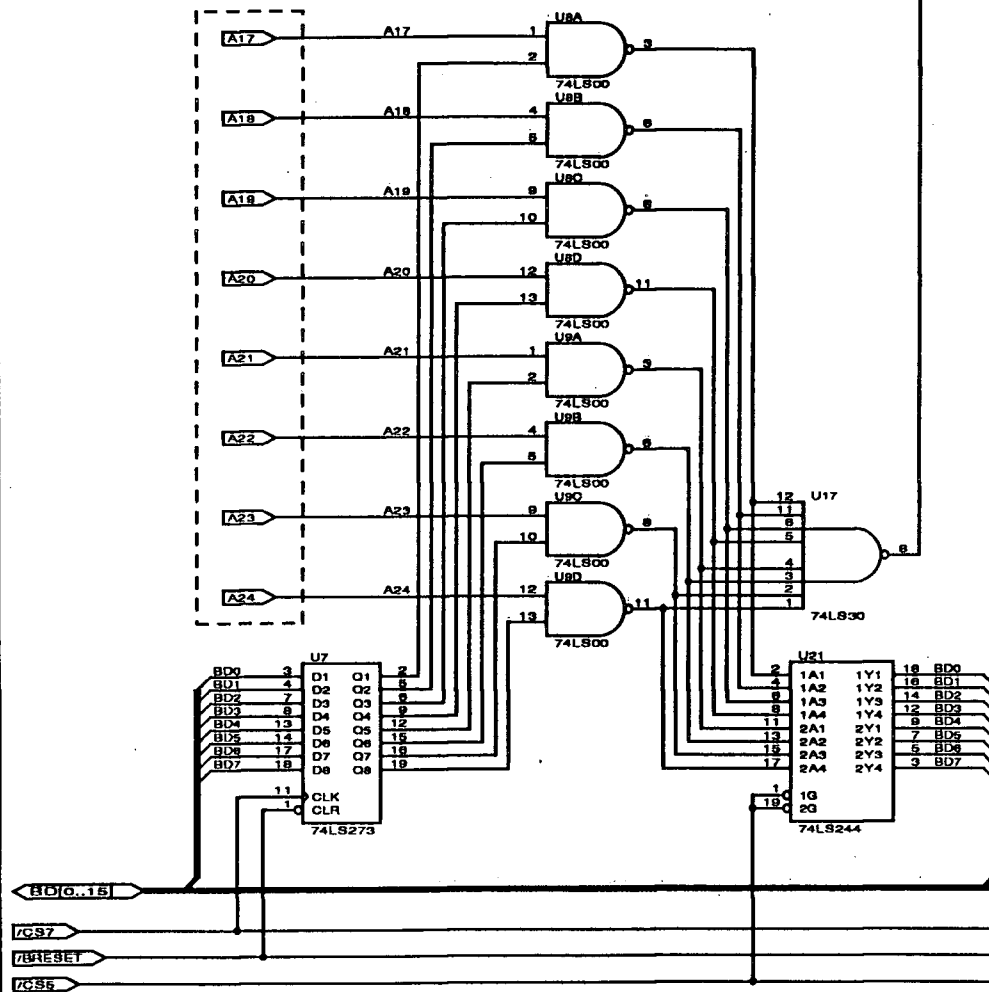 U8A
A17 A17 1 3
2
74LS00
U8B
A18 A18 4 6
5
74LS00
U8C
A19 A19 9 8
10
74LS00
U8D
A20 A20 12 11
13
74LS00
U9A
A21 A21 1 3
2
74LS00
U9B
A22 A22 4 6
5
74LS00
U9C
A23 A23 9 8
10
74LS00
U9D
A24 A24 12 11
13
74LS00
U17
12
11
6
5
4
3
2
1
8
74LS30
U7
BD0 3 D1 Q1 2
BD1 4 D2 Q2 5
BD2 7 D3 Q3 6
BD3 8 D4 Q4 9
BD4 13 D5 Q5 12
BD5 14 D6 Q6 15
BD6 17 D7 Q7 16
BD7 18 D8 Q8 19
11 CLK
1 CLR
74LS273
U21
2 1A1 1Y1 18 BD0
4 1A2 1Y2 16 BD1
6 1A3 1Y3 14 BD2
8 1A4 1Y4 12 BD3
11 2A1 2Y1 9 BD4
13 2A2 2Y2 7 BD5
15 2A3 2Y3 5 BD6
17 2A4 2Y4 3 BD7
1 1G
19 2G
74LS244
BD[0..15]
/CS7
/BRESET
/CS5